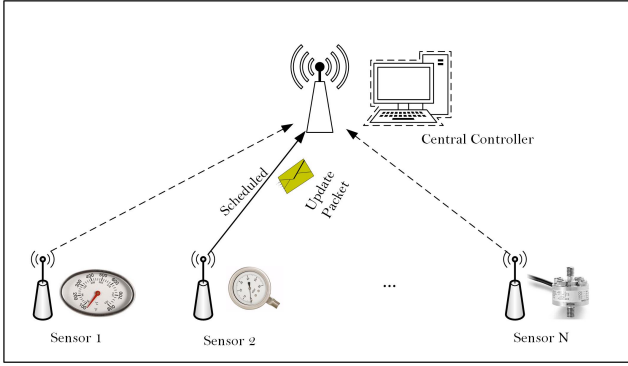 Central Controller
Scheduled
Update
Packet
...
Sensor 1
Sensor 2
Sensor N